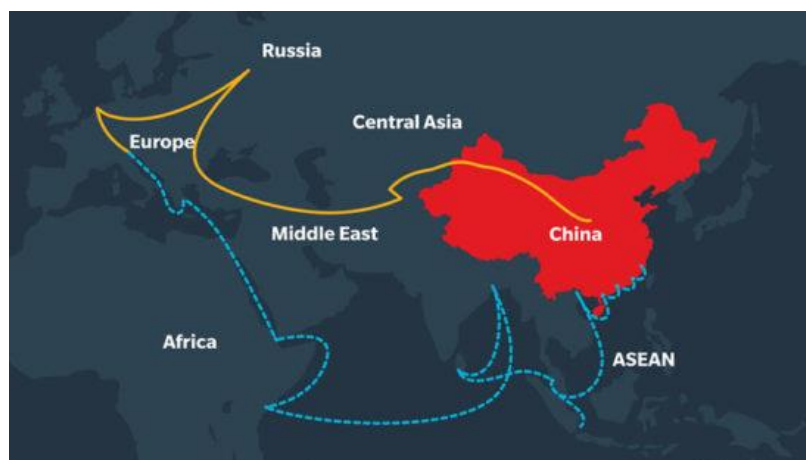 Russia
Central Asia
Europe
Middle East
China
Africa
ASEAN